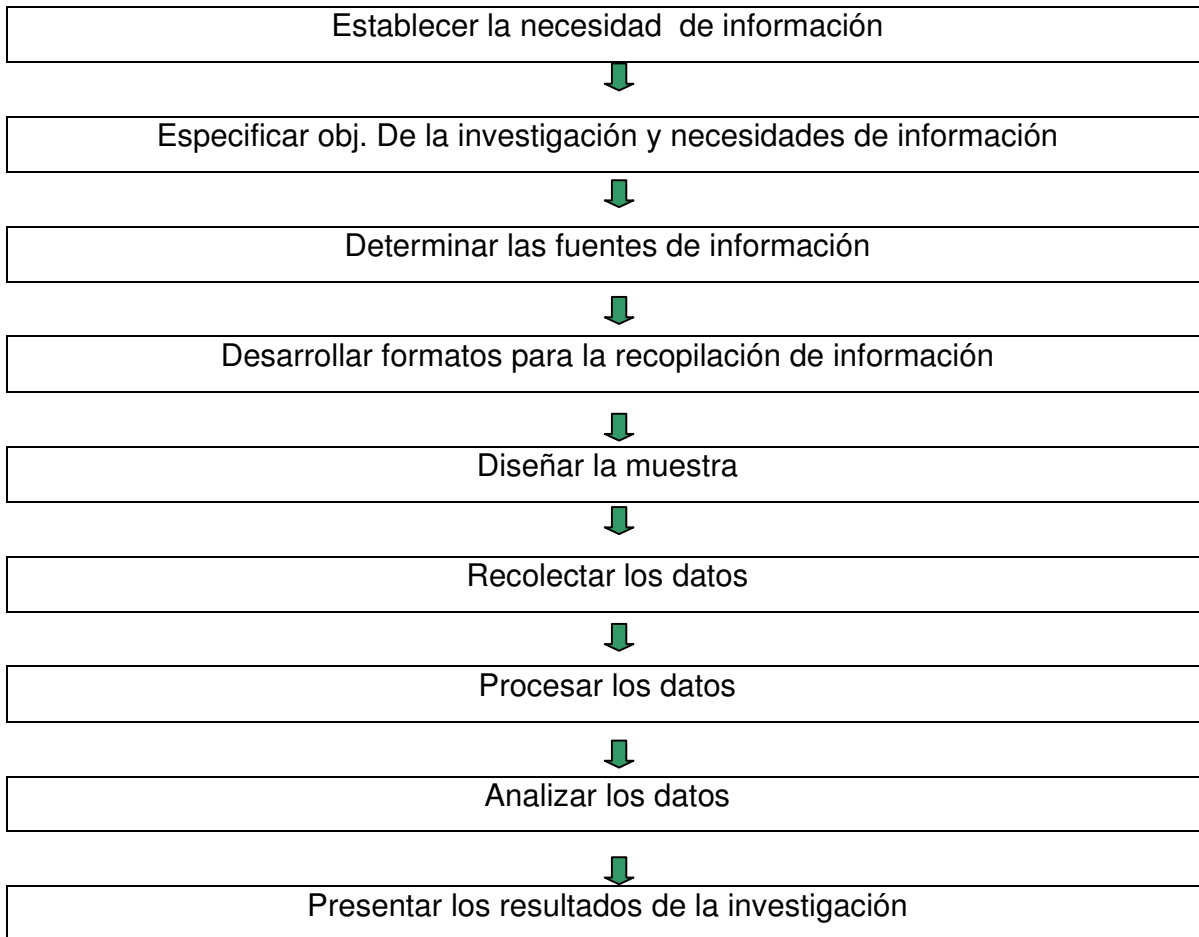 Establecer la necesidad  de información
Especificar obj. De la investigación y necesidades de información
Determinar las fuentes de información
Desarrollar formatos para la recopilación de información
Diseñar la muestra
Recolectar los datos
Procesar los datos
Analizar los datos
Presentar los resultados de la investigación